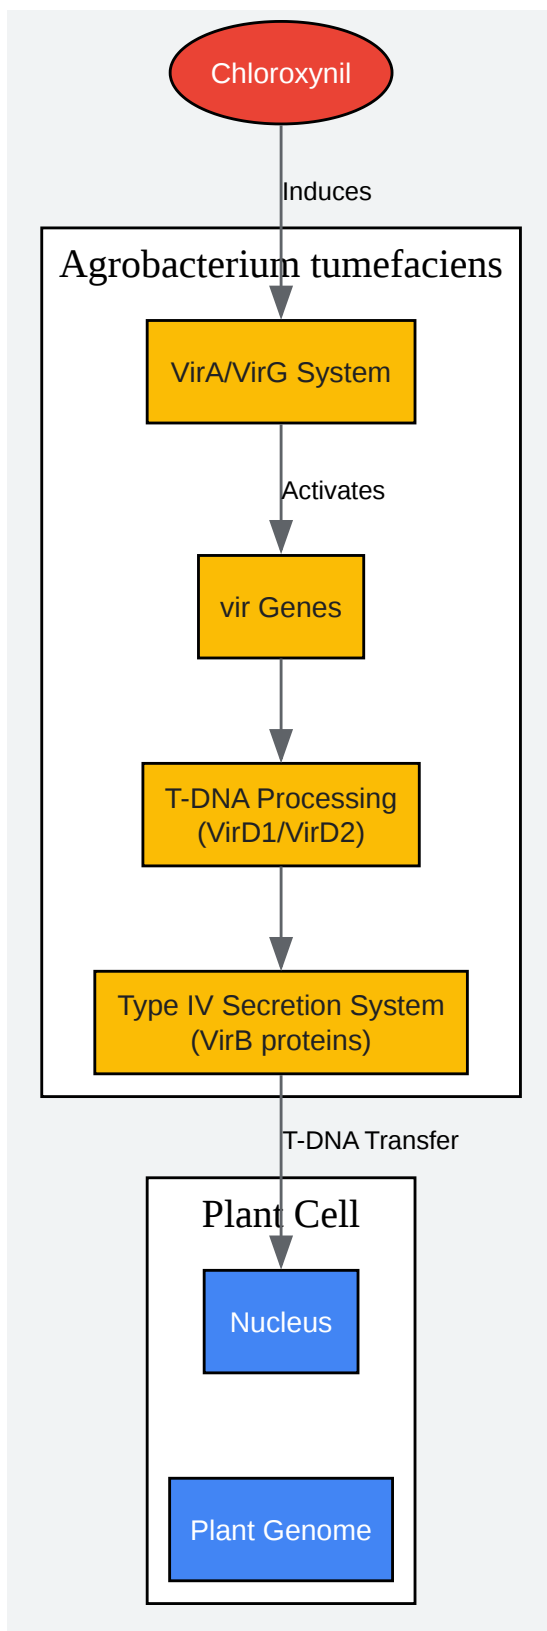 Chloroxynil
Induces
Agrobacterium tumefaciens
VirA/VirG System
Activates
vir Genes
T-DNA Processing
(VirD1/VirD2)
Type IV Secretion System
(VirB proteins)
T-DNA Transfer
Plant Cell
Nucleus
Plant Genome